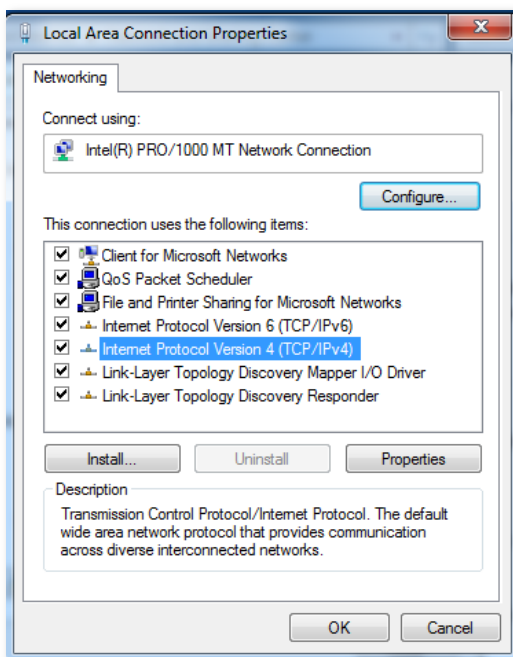 Local Area Connection Properties
Networking
Connect using:
Intel(R) PRO/1000 MT Network Connection
Configure...
This connection uses the following items:
Client for Microsoft Networks
QoS Packet Scheduler
File and Printer Sharing for Microsoft Networks
Internet Protocol Version 6 (TCP/IPv6)
Internet Protocol Version 4 (TCP/IPv4)
Link-Layer Topology Discovery Mapper I/O Driver
Link-Layer Topology Discovery Responder
Install... Uninstall Properties
Description
Transmission Control Protocol/Internet Protocol. The default
wide area network protocol that provides communication
across diverse interconnected networks.
OK Cancel